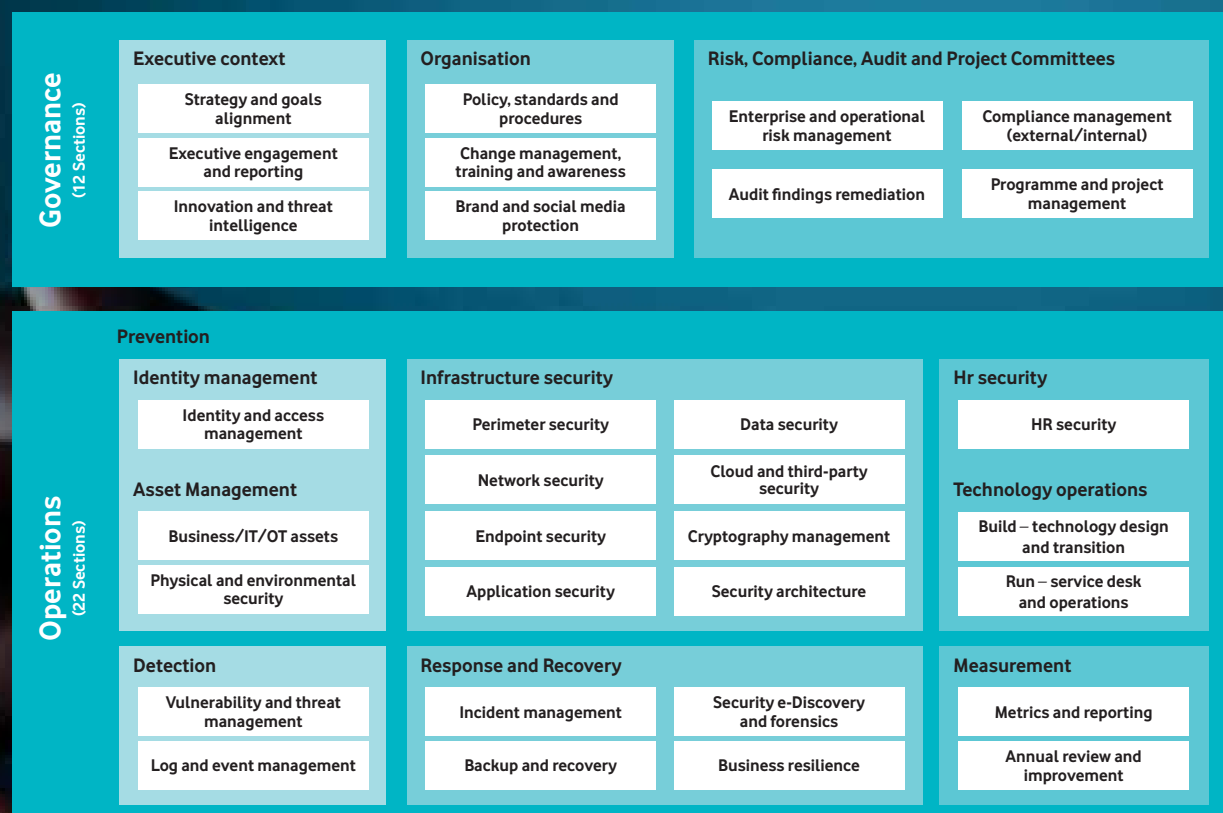 Governance
(12 Sections)
Executive context
Strategy and goals
alignment
Executive engagement
and reporting
Innovation and threat
intelligence
Organisation
Policy, standards and
procedures
Change management,
training and awareness
Brand and social media
protection
Risk, Compliance, Audit and Project Committees
Enterprise and operational
risk management
Compliance management
(external/internal)
Audit findings remediation
Programme and project
management
Operations
(22 Sections)
Prevention
Identity management
Identity and access
management
Asset Management
Business/IT/OT assets
Physical and environmental
security
Infrastructure security
Perimeter security
Data security
Network security
Cloud and third-party
security
Endpoint security
Cryptography management
Application security
Security architecture
Hr security
HR security
Technology operations
Build – technology design
and transition
Run – service desk
and operations
Detection
Vulnerability and threat
management
Log and event management
Response and Recovery
Incident management
Security e-Discovery
and forensics
Backup and recovery
Business resilience
Measurement
Metrics and reporting
Annual review and
improvement